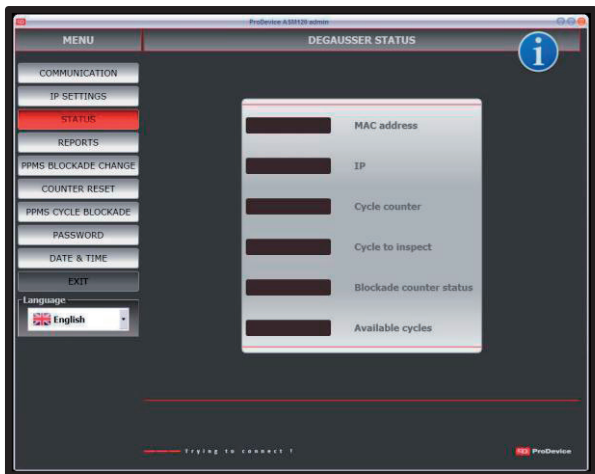 ProDevice ASM120 admin
MENU
DEGAUSSER STATUS
COMMUNICATION
IP SETTINGS
STATUS
REPORTS
PPMS BLOCKADE CHANGE
COUNTER RESET
PPMS CYCLE BLOCKADE
PASSWORD
DATE & TIME
EXIT
Language
English
MAC address
IP
Cycle counter
Cycle to inspect
Blockade counter status
Available cycles
Trying to connect !
ProDevice